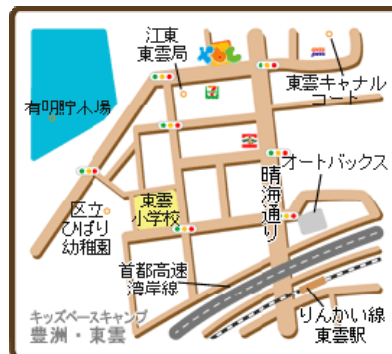 江東
東雲局
東雲キャナル
コート
有明貯木場
オートバックス
晴海通り
東雲
小学校
区立
ひばり
幼稚園
首都高速
湾岸線
りんかい線
東雲駅
キッズベースキャンプ
豊洲・東雲